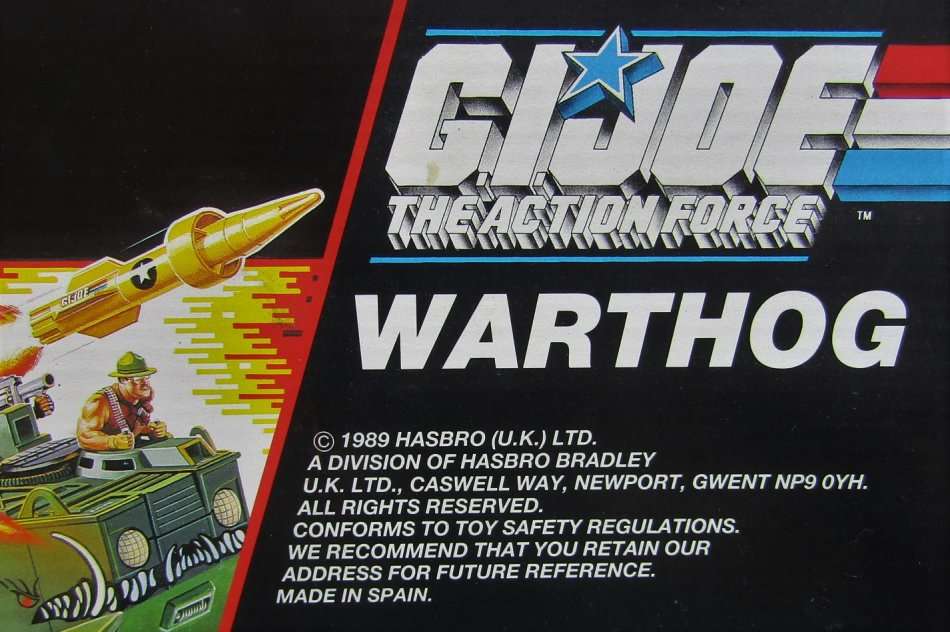 G.I. JOE
THE ACTION FORCE
TM
G.I. JOE
WARTHOG
© 1989 HASBRO (U.K.) LTD.
A DIVISION OF HASBRO BRADLEY
U.K. LTD., CASWELL WAY, NEWPORT, GWENT NP9 0YH.
ALL RIGHTS RESERVED.
CONFORMS TO TOY SAFETY REGULATIONS.
WE RECOMMEND THAT YOU RETAIN OUR
ADDRESS FOR FUTURE REFERENCE.
MADE IN SPAIN.